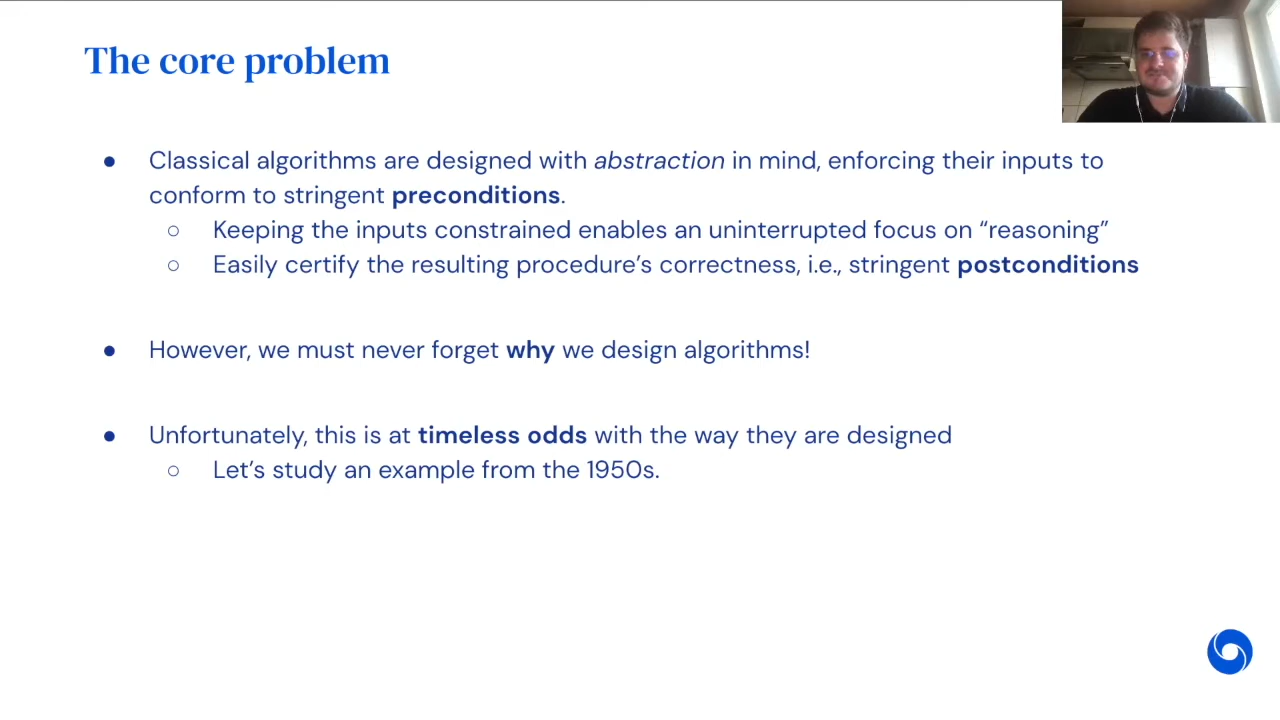 The core problem
● Classical algorithms are designed with abstraction in mind, enforcing their inputs to
conform to stringent preconditions.
○ Keeping the inputs constrained enables an uninterrupted focus on “reasoning”
○ Easily certify the resulting procedure’s correctness, i.e., stringent postconditions
● However, we must never forget why we design algorithms!
● Unfortunately, this is at timeless odds with the way they are designed
○ Let’s study an example from the 1950s.